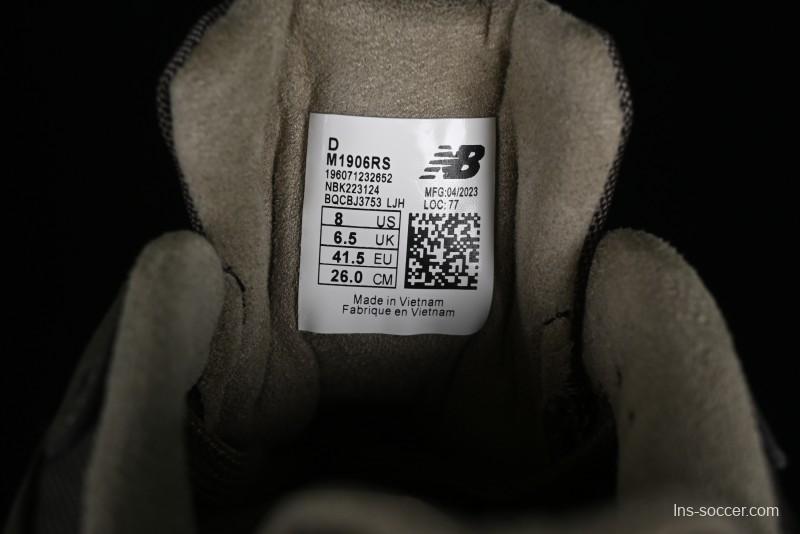 D
M1906RS
196071232652
NBK223124
BQCBJ3753 LJH
NB
MFG:04/2023
LOC: 77
8 US
6.5 UK
41.5 EU
26.0 CM
Made in Vietnam
Fabrique en Vietnam
Ins-soccer.com